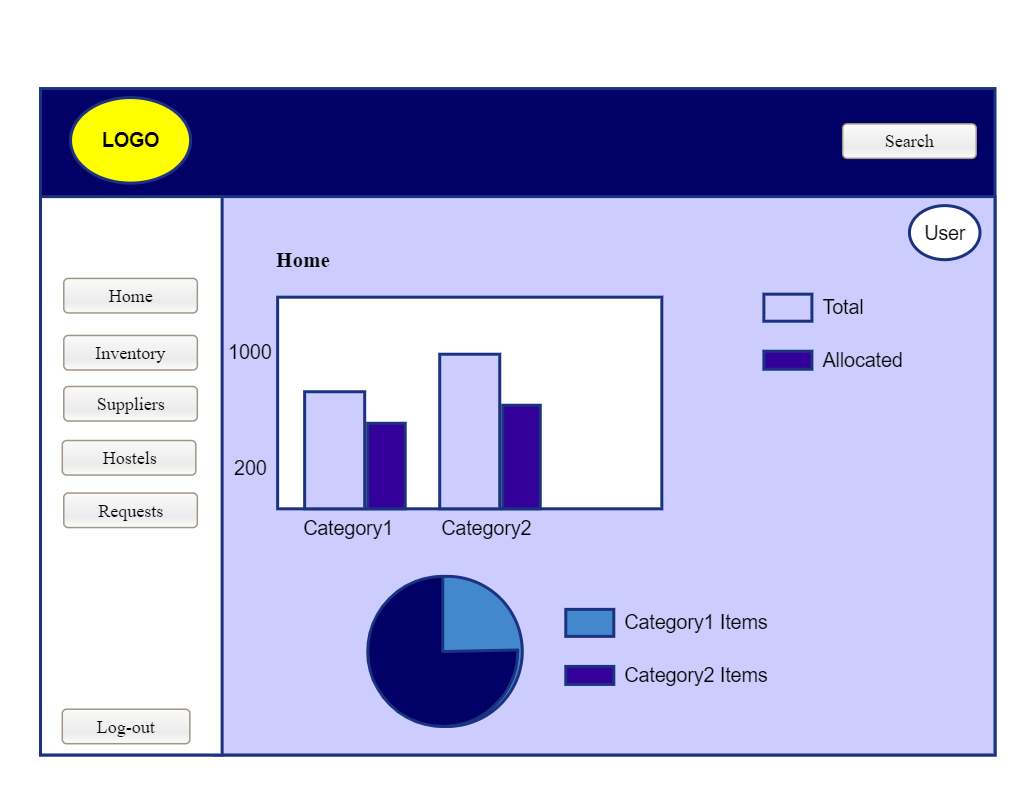 LOGO
Search
User
Home
Home
Inventory
Suppliers
Hostels
Requests
Log-out
1000
200
Category1
Category2
Total
Allocated
Category1 Items
Category2 Items